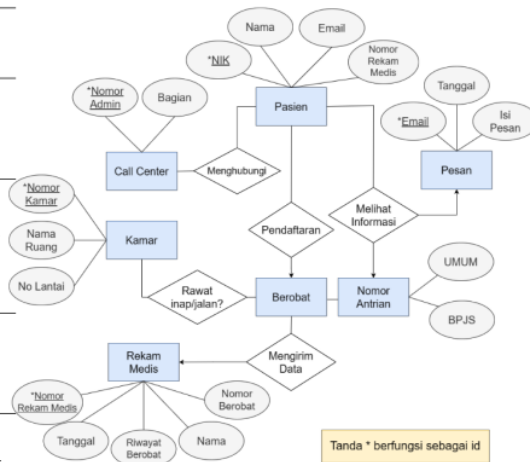 Nama
Email
*NIK
Nomor
Rekam
Medis
Pasien
*Nomor
Admin
Bagian
Tanggal
*Email
Isi
Pesan
Call Center
Menghubungi
Pesan
*Nomor
Kamar
Nama
Ruang
No Lantai
Kamar
Pendaftaran
Melihat
Informasi
UMUM
BPJS
Rawat
inap/jalan?
Berobat
Nomor
Antrian
Rekam
Medis
Mengirim
Data
*Nomor
Rekam Medis
Tanggal
Riwayat
Berobat
Nama
Nomor
Berobat
Tanda * berfungsi sebagai id